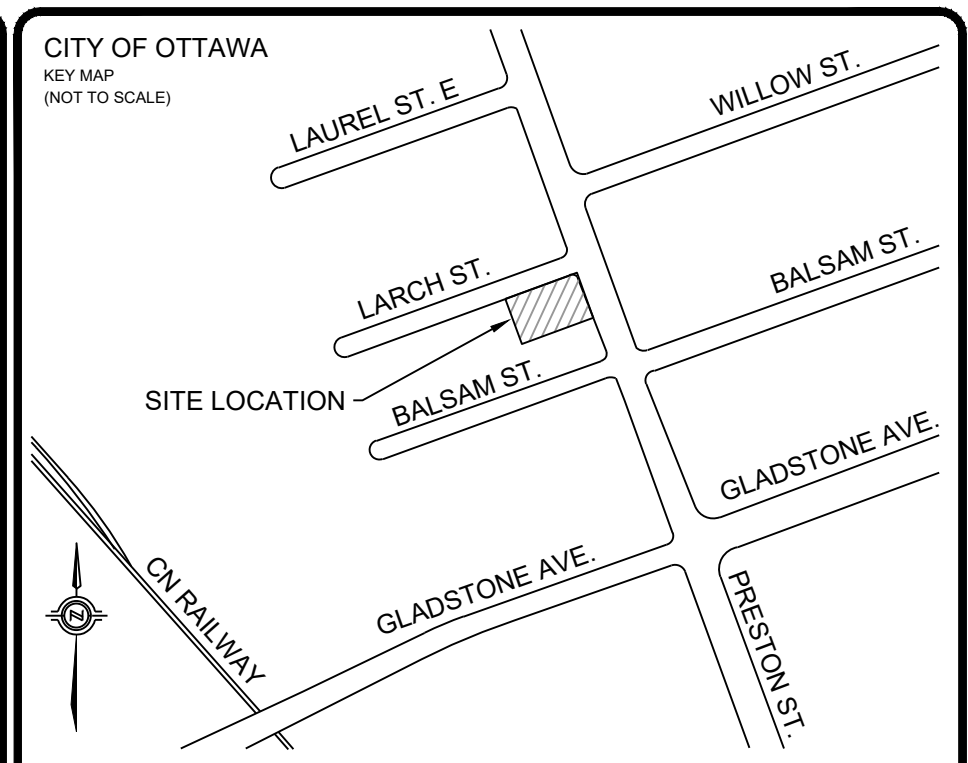 CITY OF OTTAWA
KEY MAP
(NOT TO SCALE)
LAUREL ST. E
WILLOW ST.
LARCH ST.
BALSAM ST.
SITE LOCATION
BALSAM ST.
GLADSTONE AVE.
CN RAILWAY
GLADSTONE AVE.
PRESTON ST.
N